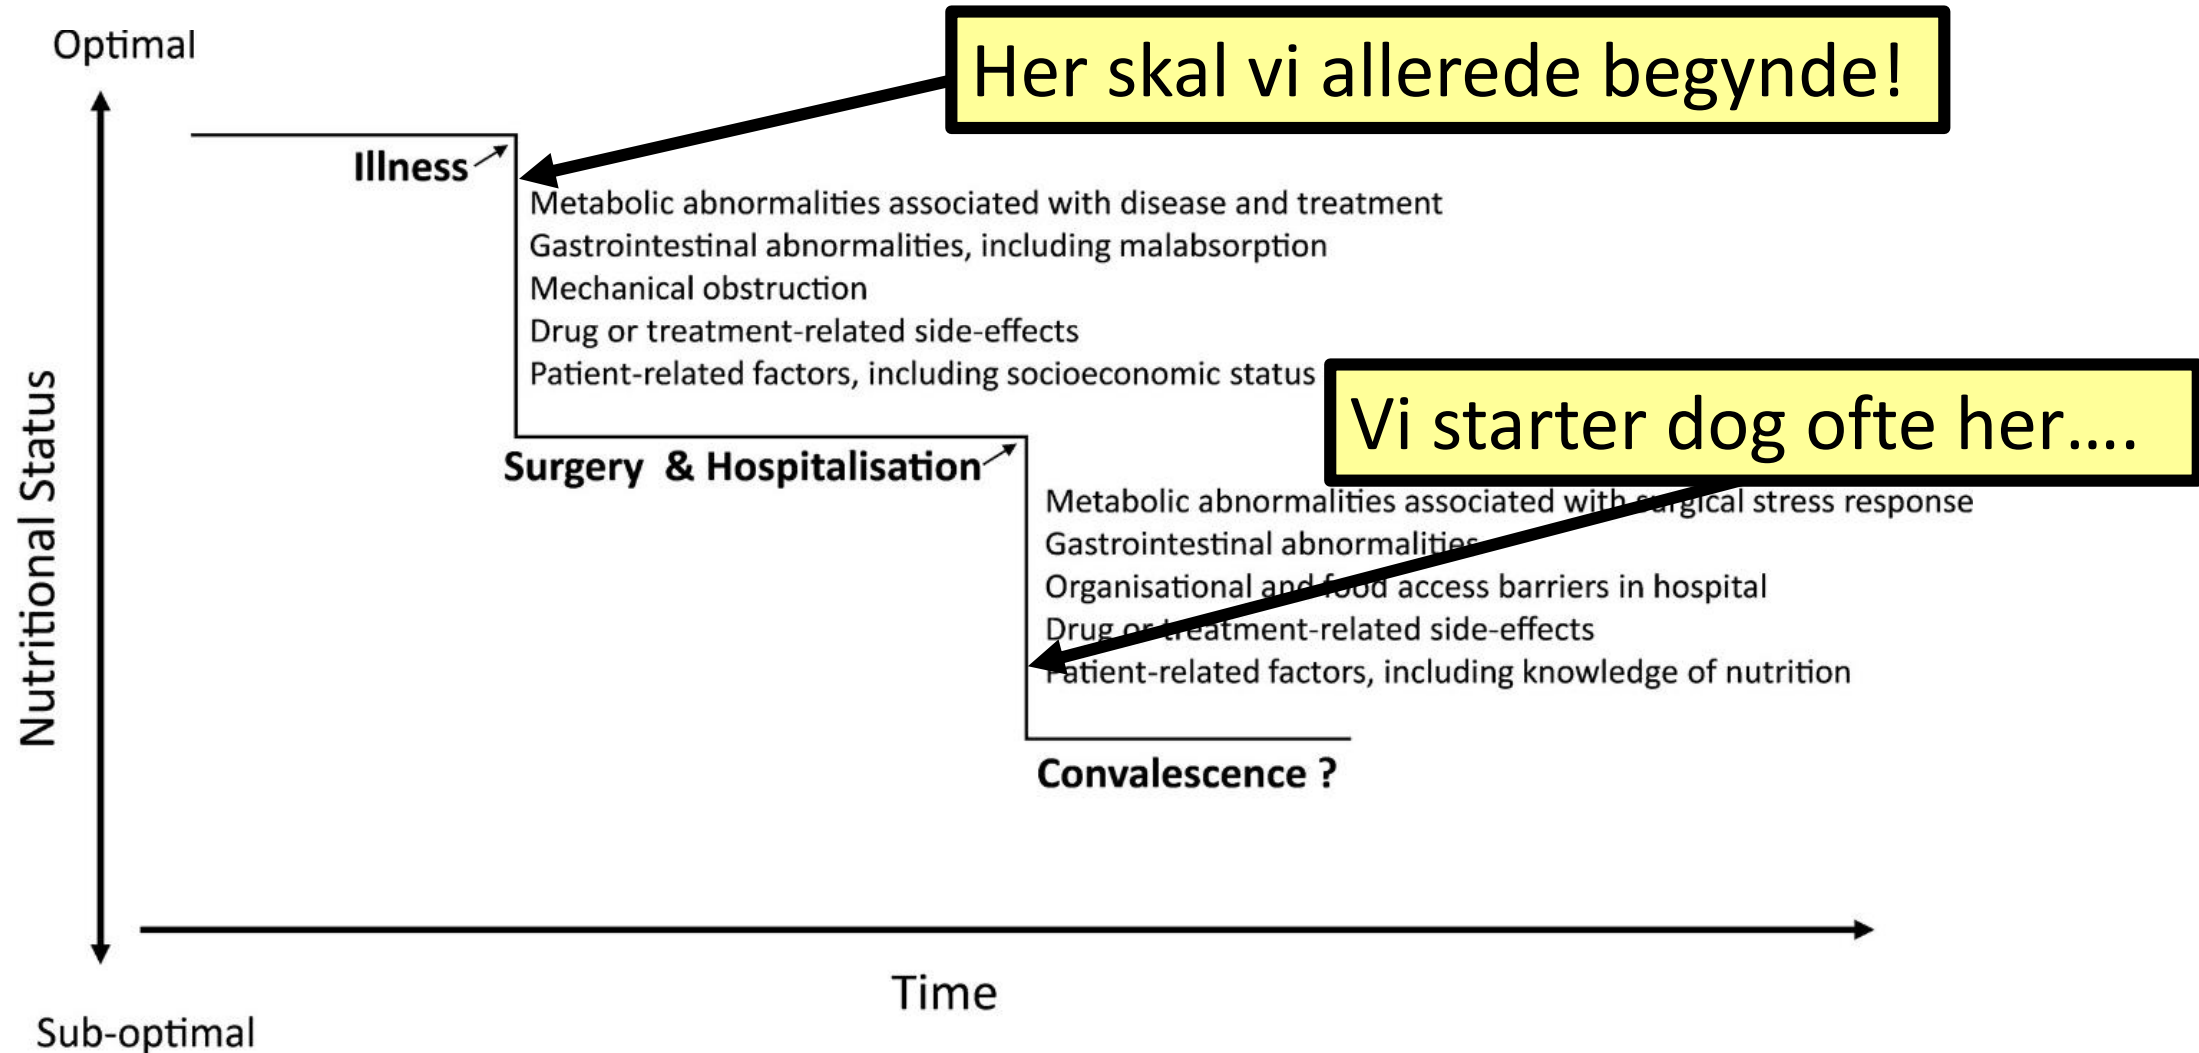 Optimal
Her skal vi allerede begynde!
Illness
Metabolic abnormalities associated with disease and treatment
Gastrointestinal abnormalities, including malabsorption
Mechanical obstruction
Drug or treatment-related side-effects
Patient-related factors, including socioeconomic status
Vi starter dog ofte her....
Surgery & Hospitalisation
Metabolic abnormalities associated with surgical stress response
Gastrointestinal abnormalities
Organisational and food access barriers in hospital
Drug or treatment-related side-effects
Patient-related factors, including knowledge of nutrition
Convalescence ?
Nutritional Status
Time
Sub-optimal